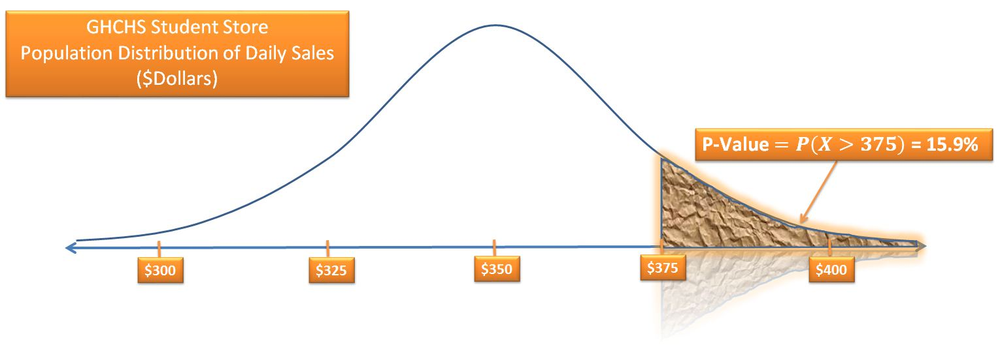 GHCHS Student Store
Population Distribution of Daily Sales
($Dollars)
P-Value = P(X > 375) = 15.9%
$300
$325
$350
$375
$400